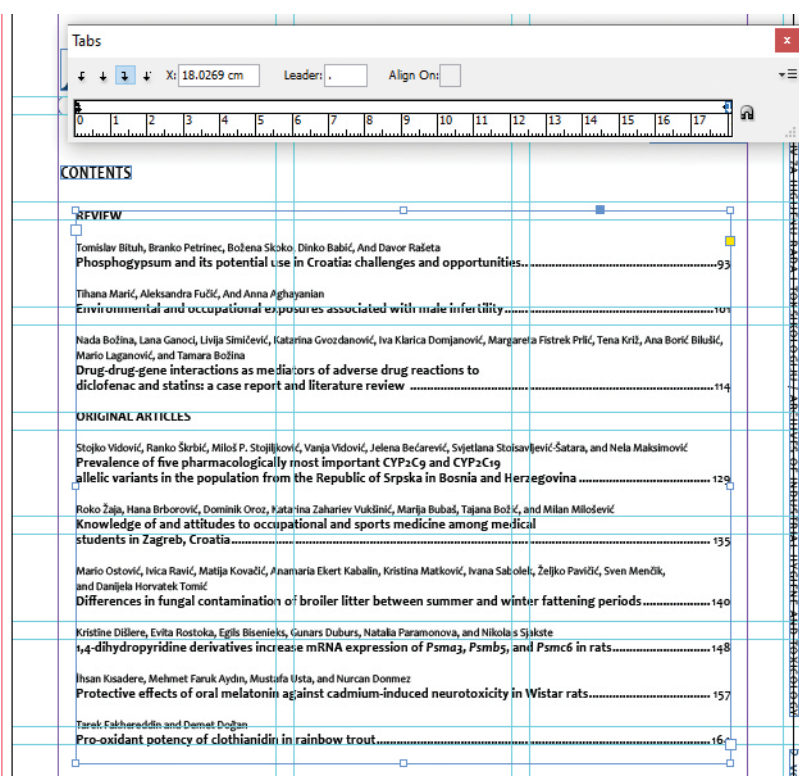 Tabs
x
X: 18.0269 cm Leader: . Align On:
0 1 2 3 4 5 6 7 8 9 10 11 12 13 14 15 16 17
CONTENTS
REVIEW
Tomislav Bituh, Branko Petrinec, Božena Skoko, Dinko Babić, And Davor Rašeta
Phosphogypsum and its potential use in Croatia: challenges and opportunities.......93
Tihana Marić, Aleksandra Fučić, And Anna Aghayanian
Environmental and occupational exposures associated with male infertility.......101
Nada Božina, Lana Ganoci, Livija Simičević, Katarina Gvozdanović, Iva Klarica Domjanović, Margareta Fistrek Prlić, Tena Križ, Ana Borić Bilušić,
Mario Laganović, and Tamara Božina
Drug-drug-gene interactions as mediators of adverse drug reactions to
diclofenac and statins: a case report and literature review .......114
ORIGINAL ARTICLES
Stojko Vidović, Ranko Škrbić, Miloš P. Stojiljković, Vanja Vidović, Jelena Bećarević, Svjetlana Stoisavljević-Šatara, and Nela Maksimović
Prevalence of five pharmacologically most important CYP2C9 and CYP2C19
allelic variants in the population from the Republic of Srpska in Bosnia and Herzegovina ....... 129
Roko Žaja, Hana Brborović, Dominik Oroz, Katarina Zahariev Vukšinić, Marija Bubaš, Tajana Božić, and Milan Milošević
Knowledge of and attitudes to occupational and sports medicine among medical
students in Zagreb, Croatia....... 135
Mario Ostović, Ivica Ravić, Matija Kovačić, Anamaria Ekert Kabalin, Kristina Matković, Ivana Sabolek, Željko Pavičić, Sven Menčik,
and Danijela Horvatek Tomić
Differences in fungal contamination of broiler litter between summer and winter fattening periods.......140
Kristīne Dišlere, Evita Rostoka, Egils Bisenieks, Gunars Duburs, Natalia Paramonova, and Nikolajs Sjakste
1,4-dihydropyridine derivatives increase mRNA expression of Psma3, Psmb5, and Psmc6 in rats.......148
İhsan Kısadere, Mehmet Faruk Aydın, Mustafa Usta, and Nurcan Donmez
Protective effects of oral melatonin against cadmium-induced neurotoxicity in Wistar rats....... 157
Tarek Fakhereddin and Demet Doğan
Pro-oxidant potency of clothianidin in rainbow trout.......164
ZA HIGIJENU RADA I TOKSIKOLOGIJU / ARCHIVES OF INDUSTRIAL HYGIENE AND TOXICOLOGY